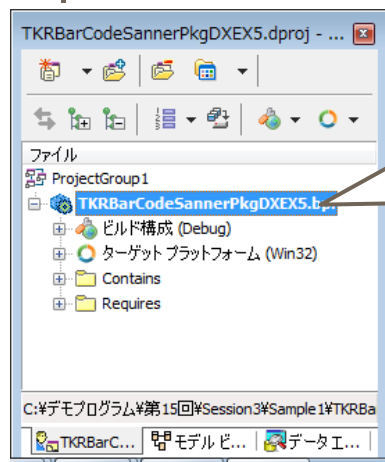 TKRBarCodeSannerPkgDXEX5.dproj - ...
ファイル
ProjectGroup1
TKRBarCodeSannerPkgDXEX5.bpl
ビルド構成 (Debug)
ターゲット プラットフォーム (Win32)
Contains
Requires
C:¥デモプログラム¥第15回¥Session3¥Sample1¥TKRBa
TKRBarC... モデル ビ... データ エ...